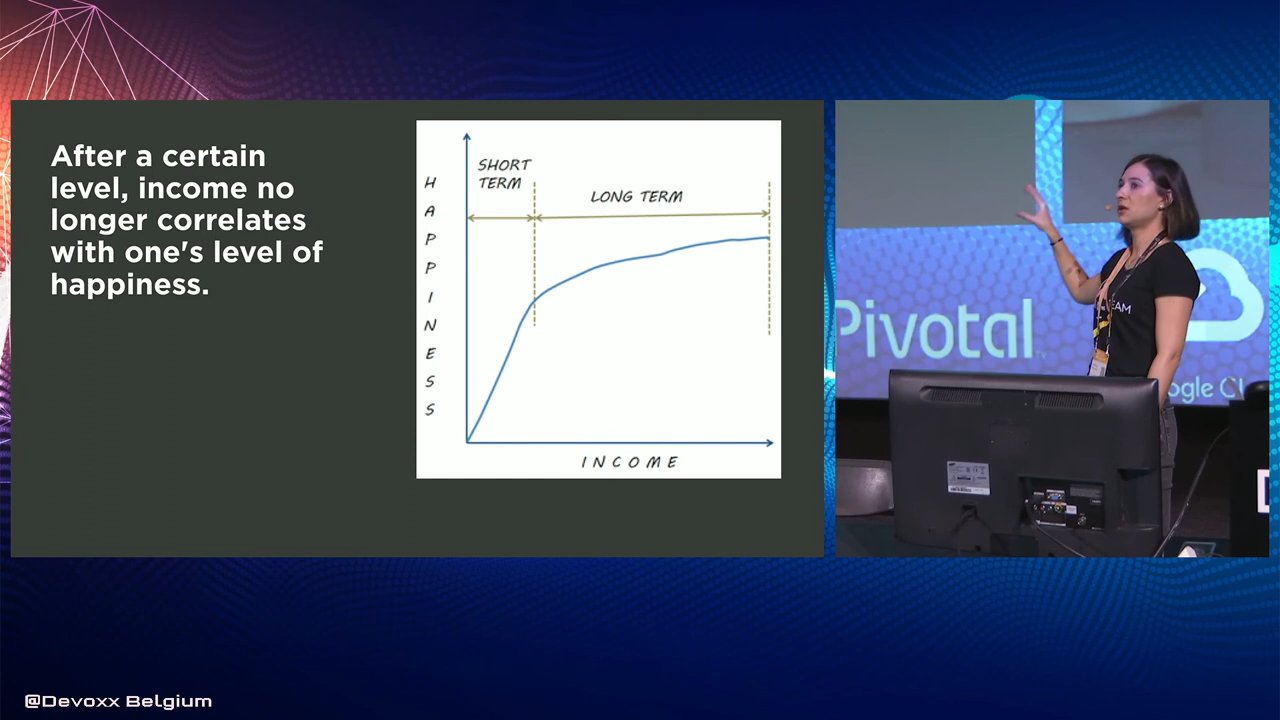 After a certain
level, income no
longer correlates
with one's level of
happiness.
SHORT
TERM
LONG TERM
HAPPINESS
INCOME
Pivotal
@Devoxx Belgium